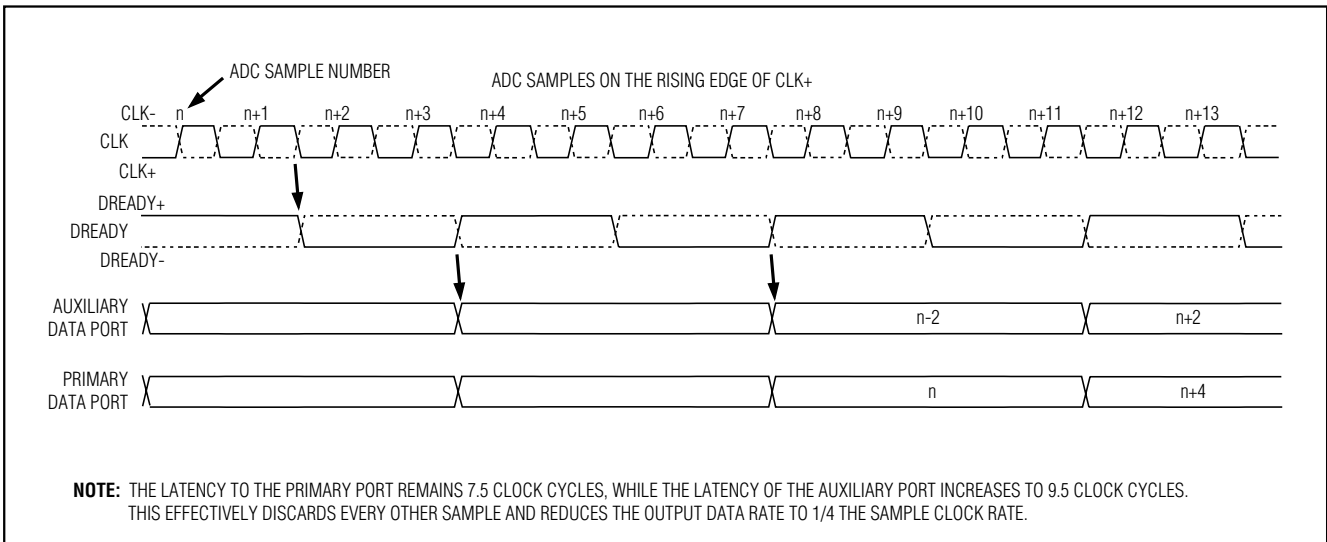 ADC SAMPLE NUMBER
ADC SAMPLES ON THE RISING EDGE OF CLK+
CLK- n n+1 n+2 n+3 n+4 n+5 n+6 n+7 n+8 n+9 n+10 n+11 n+12 n+13
CLK
CLK+
DREADY+
DREADY
DREADY-
AUXILIARY
DATA PORT
n-2 n+2
PRIMARY
DATA PORT
n n+4
NOTE: THE LATENCY TO THE PRIMARY PORT REMAINS 7.5 CLOCK CYCLES, WHILE THE LATENCY OF THE AUXILIARY PORT INCREASES TO 9.5 CLOCK CYCLES.
THIS EFFECTIVELY DISCARDS EVERY OTHER SAMPLE AND REDUCES THE OUTPUT DATA RATE TO 1/4 THE SAMPLE CLOCK RATE.